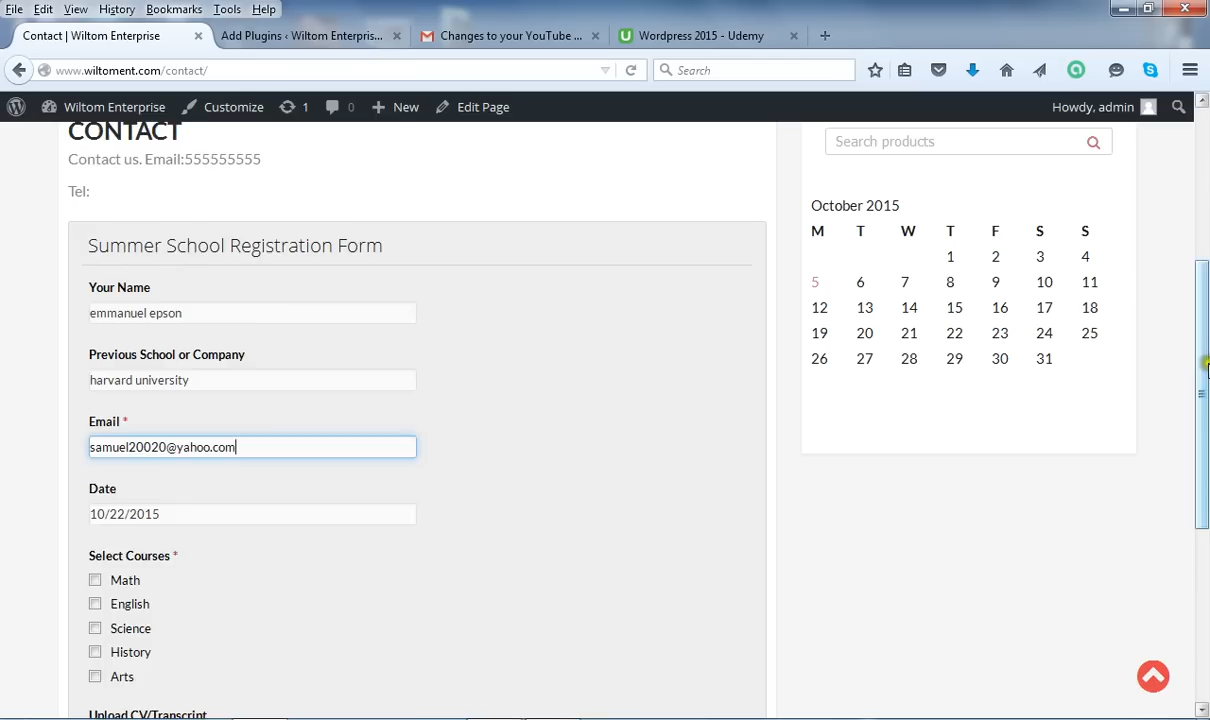 File Edit View History Bookmarks Tools Help
Contact | Wiltom Enterprise
Add Plugins ‹ Wiltom Enterpris...
Changes to your YouTube ...
Wordpress 2015 - Udemy
www.wiltoment.com/contact/
Search
Wiltom Enterprise Customize 1 0 New Edit Page Howdy, admin
CONTACT
Contact us. Email:555555555
Tel:
Summer School Registration Form
Your Name
emmanuel epson
Previous School or Company
harvard university
Email *
samuel20020@yahoo.com
Date
10/22/2015
Select Courses *
Math
English
Science
History
Arts
Upload CV/Transcript
Search products
October 2015
M T W T F S S
1 2 3 4
5 6 7 8 9 10 11
12 13 14 15 16 17 18
19 20 21 22 23 24 25
26 27 28 29 30 31